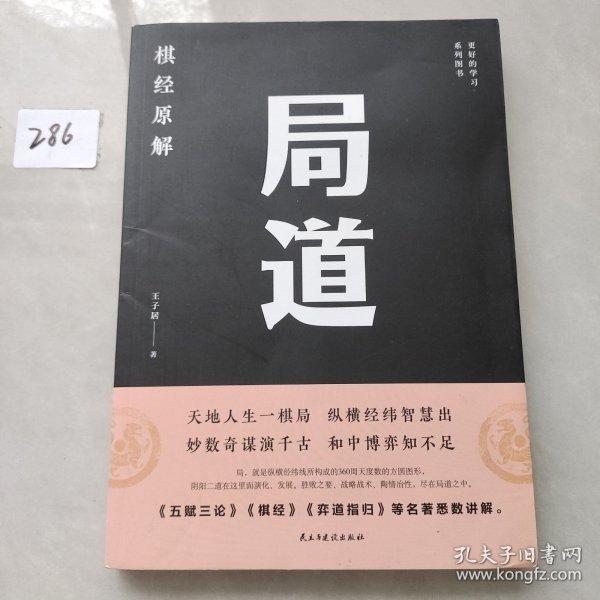 286
更好的学习
系列图书
棋经原解
局道
王子居——著
天地人生一棋局 纵横经纬智慧出
妙数奇谋演千古 和中博弈知不足
局，就是纵横经纬线所构成的360周天度数的方圆图形，
阴阳二道在这里面演化、发展。胜败之要、战略战术、陶情冶性，尽在局道之中。
《五赋三论》《棋经》《弈道指归》等名著悉数讲解。
民主与建设出版社
孔夫子旧书网
www.kongfz.com